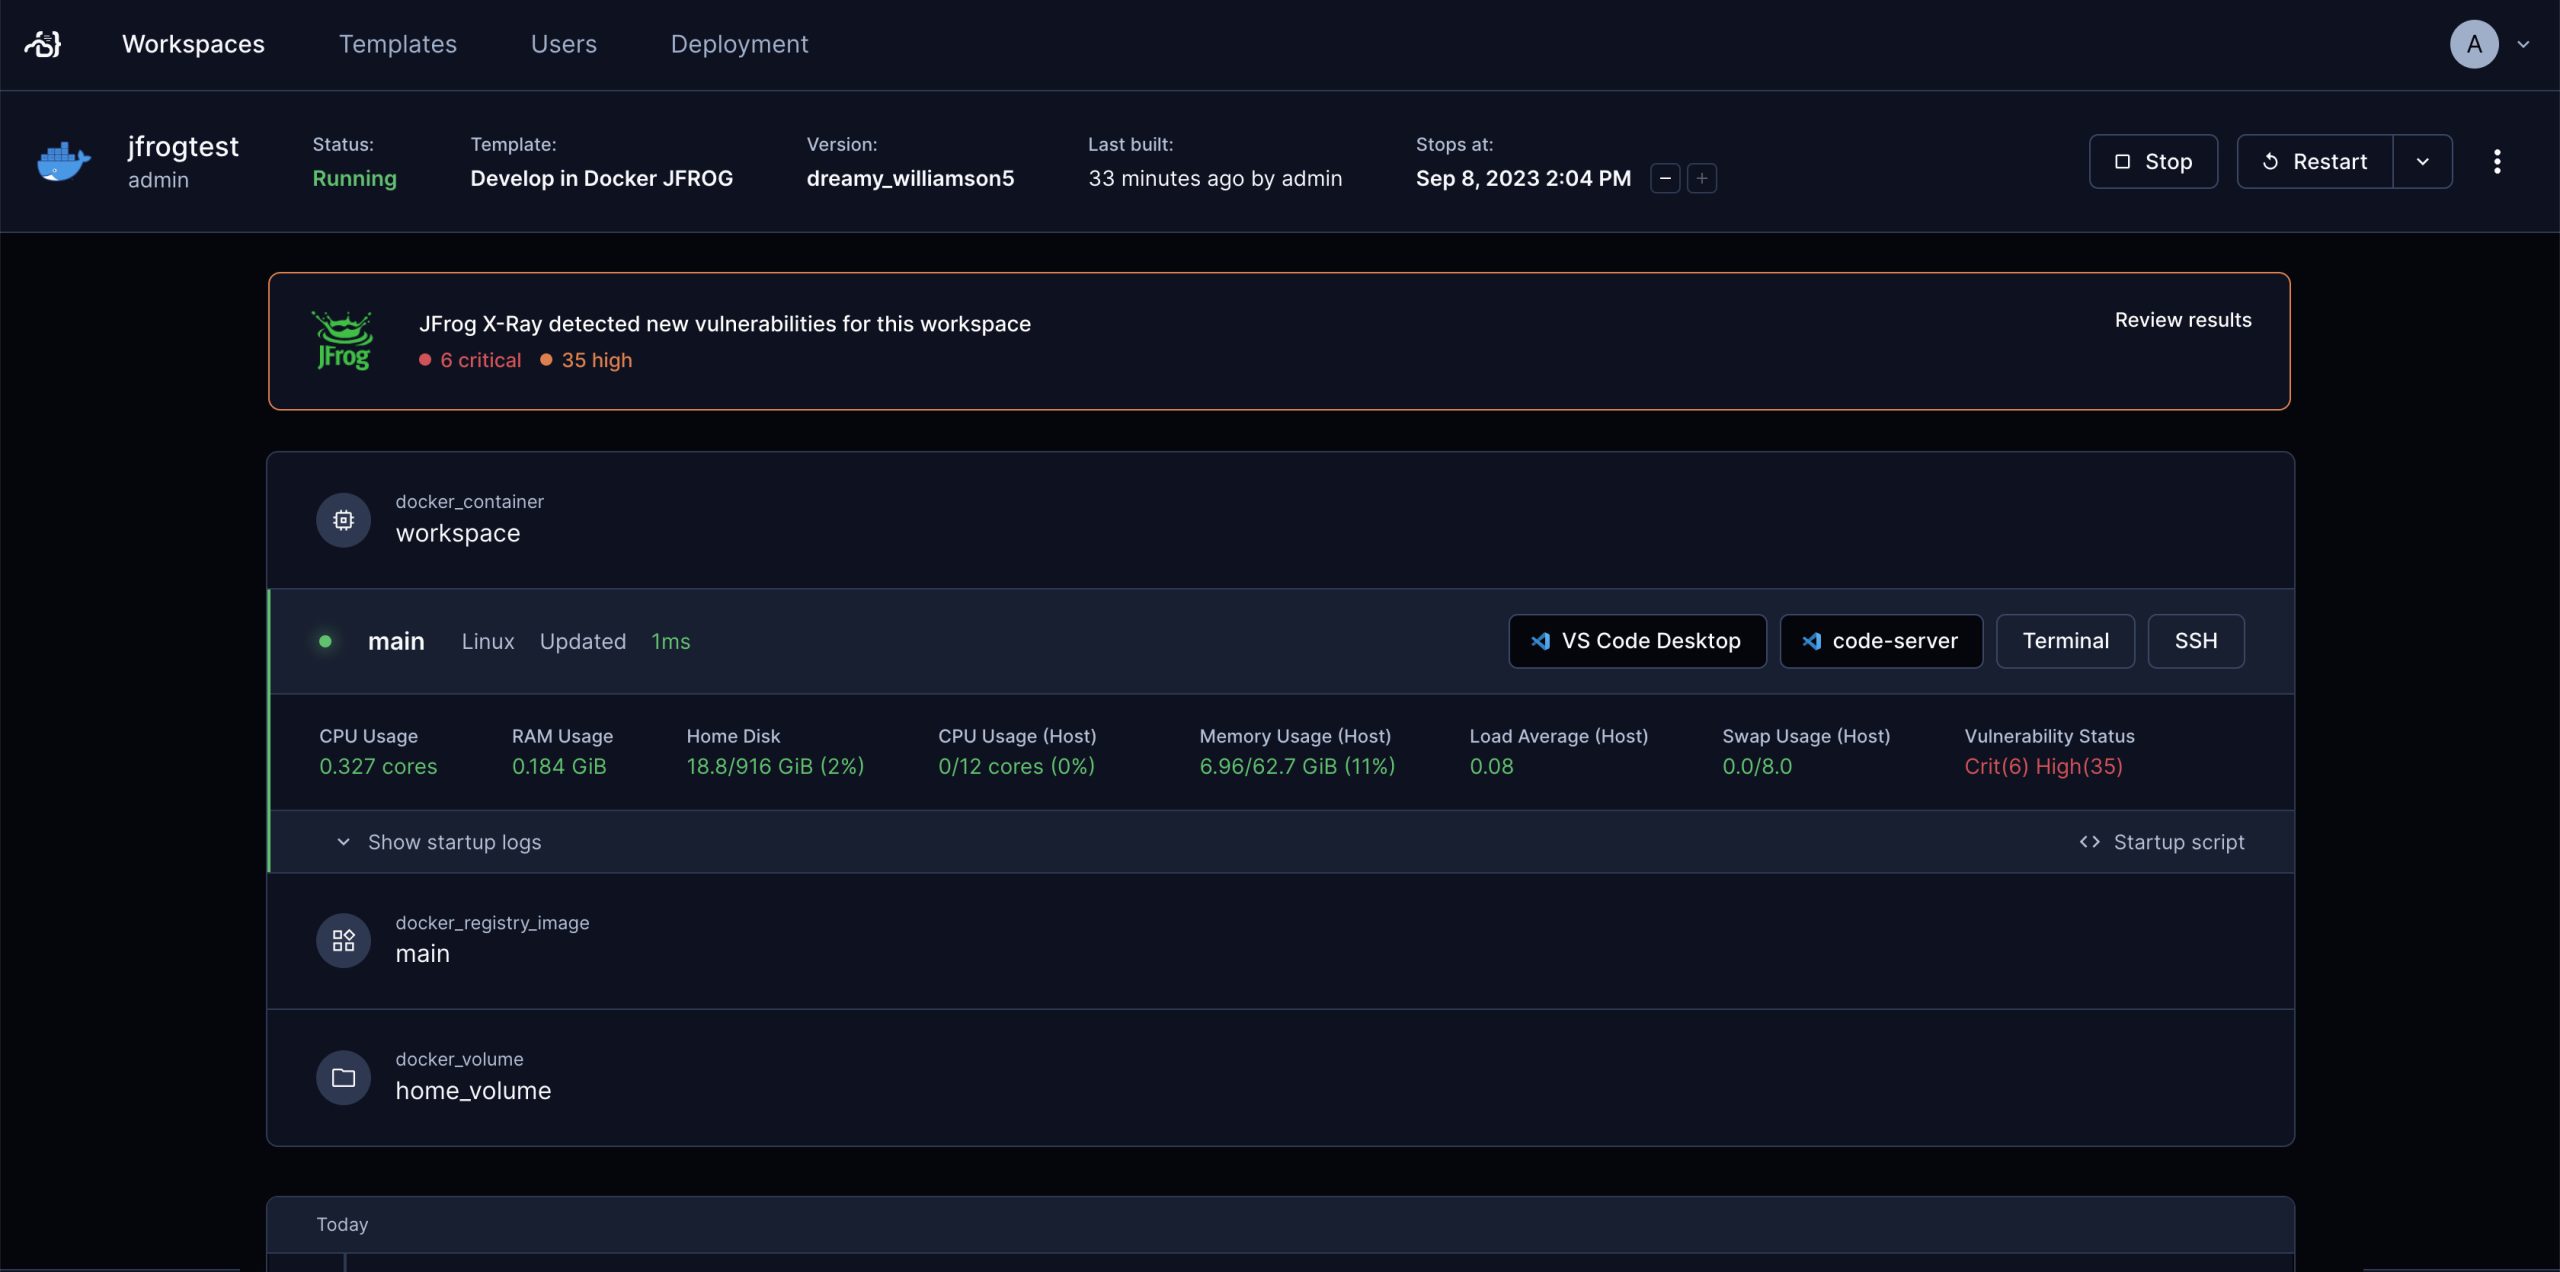 Workspaces Templates Users Deployment A
jfrogtest
admin
Status:
Running
Template:
Develop in Docker JFROG
Version:
dreamy_williamson5
Last built:
33 minutes ago by admin
Stops at:
Sep 8, 2023 2:04 PM
Stop
Restart
JFrog
JFrog X-Ray detected new vulnerabilities for this workspace
6 critical 35 high
Review results
docker_container
workspace
main Linux Updated 1ms
VS Code Desktop code-server Terminal SSH
CPU Usage
0.327 cores
RAM Usage
0.184 GiB
Home Disk
18.8/916 GiB (2%)
CPU Usage (Host)
0/12 cores (0%)
Memory Usage (Host)
6.96/62.7 GiB (11%)
Load Average (Host)
0.08
Swap Usage (Host)
0.0/8.0
Vulnerability Status
Crit(6) High(35)
Show startup logs
Startup script
docker_registry_image
main
docker_volume
home_volume
Today